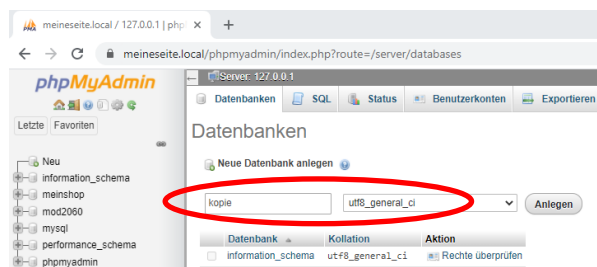 meineseite.local / 127.0.0.1 | php
meineseite.local/phpmyadmin/index.php?route=/server/databases
phpMyAdmin
Letzte Favoriten
Neu
information_schema
meinshop
mod2060
mysql
performance_schema
phpmyadmin
Server: 127.0.0.1
Datenbanken SQL Status Benutzerkonten Exportieren
Datenbanken
Neue Datenbank anlegen
kopie utf8_general_ci Anlegen
Datenbank Kollation Aktion
information_schema utf8_general_ci Rechte überprüfen